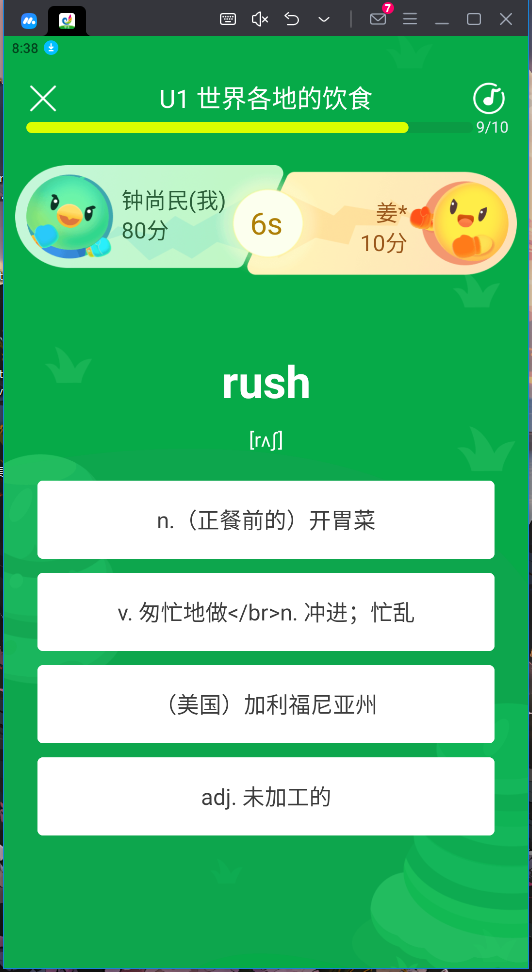 7
8:38
U1 世界各地的饮食
9/10
钟尚民(我)
80分
6s
姜*
10分
rush
[rʌʃ]
n.（正餐前的）开胃菜
v. 匆忙地做</br>n. 冲进；忙乱
（美国）加利福尼亚州
adj. 未加工的